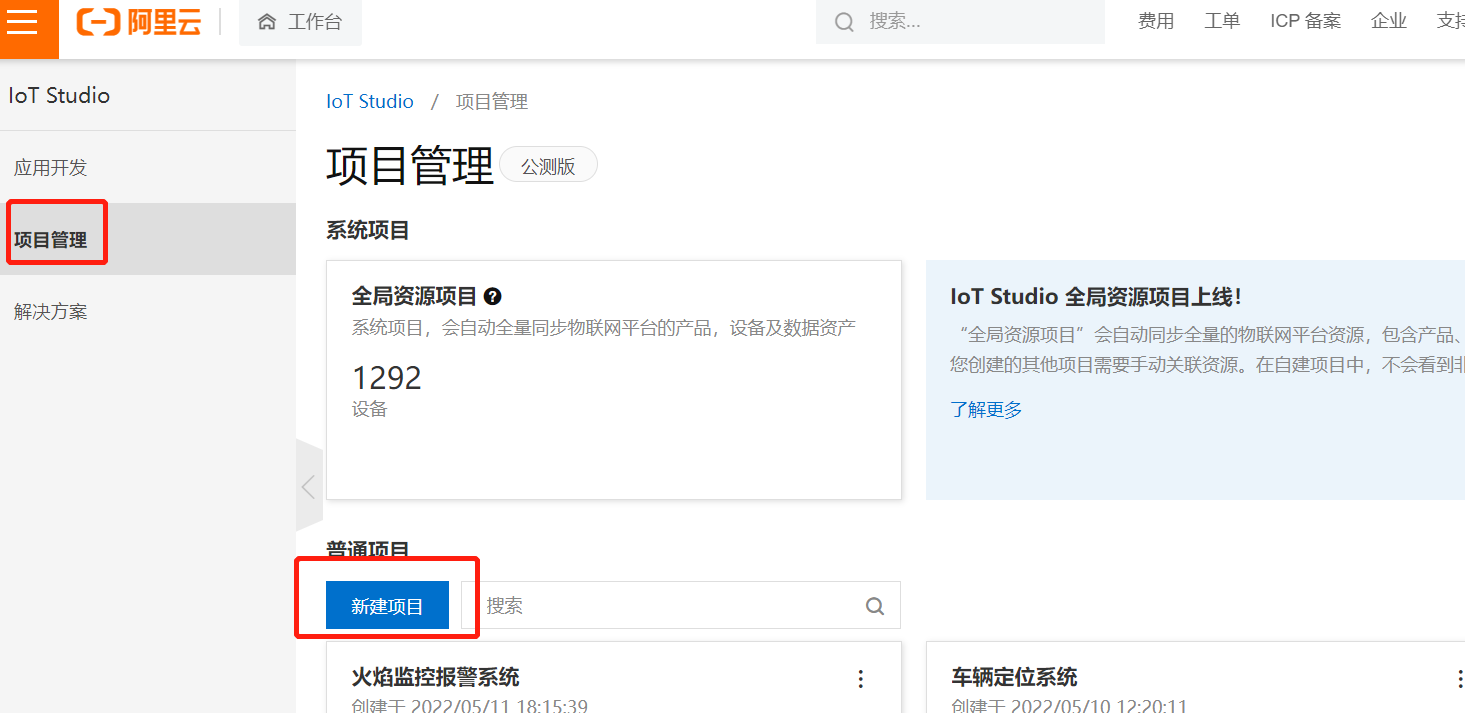 阿里云
工作台
搜索...
费用
工单
ICP 备案
企业
IoT Studio
应用开发
项目管理
解决方案
IoT Studio / 项目管理
项目管理 公测版
系统项目
全局资源项目 ?
系统项目，会自动全量同步物联网平台的产品，设备及数据资产
1292
设备
IoT Studio 全局资源项目上线！
“全局资源项目”会自动同步全量的物联网平台资源，包含产品、
您创建的其他项目需要手动关联资源。在自建项目中，不会看到
了解更多
普通项目
新建项目
搜索
火焰监控报警系统
创建于 2022/05/11 18:15:39
车辆定位系统
创建于 2022/05/10 12:20:11